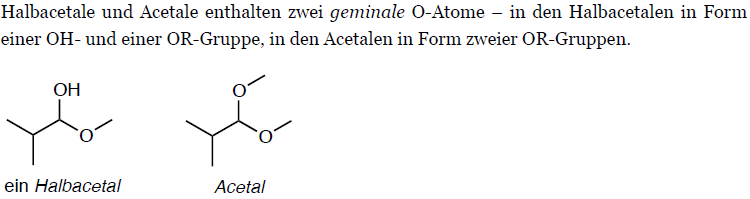 Halbacetale und Acetale enthalten zwei geminale O-Atome – in den Halbacetalen in Form
einer OH- und einer OR-Gruppe, in den Acetalen in Form zweier OR-Gruppen.
OH
O
O
O
ein Halbacetal
Acetal